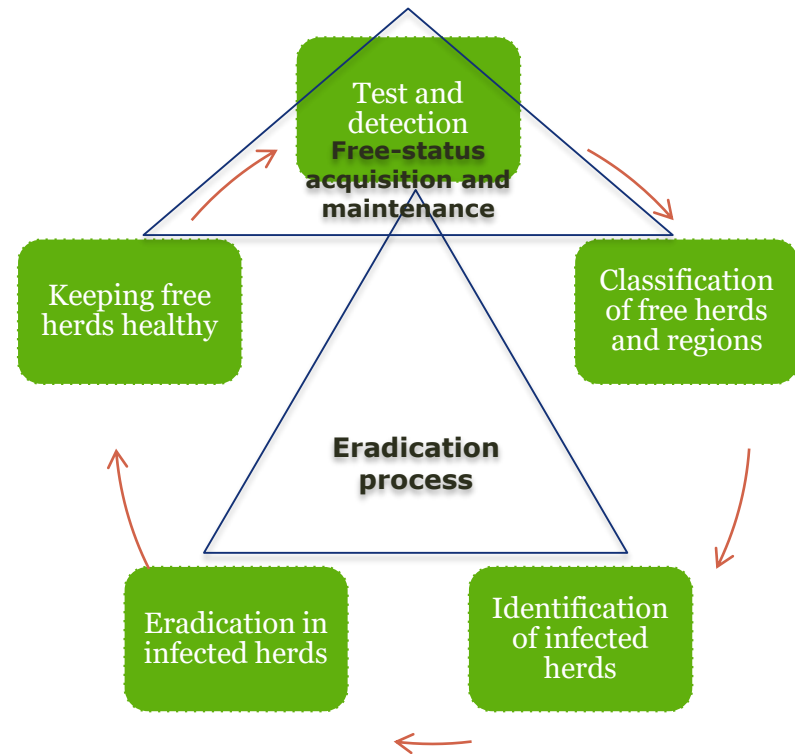 Test and
detection
Free-status
acquisition and
maintenance
Keeping free
herds healthy
Classification
of free herds
and regions
Eradication
process
Eradication in
infected herds
Identification
of infected
herds